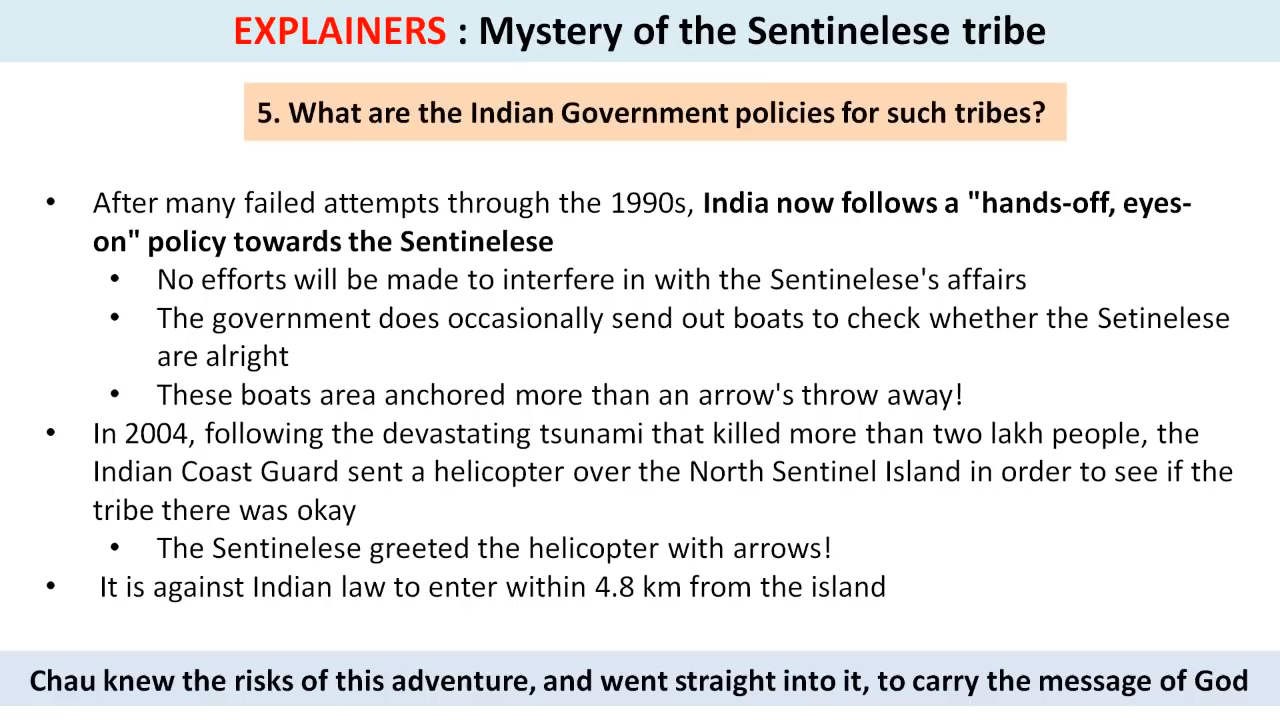 EXPLAINERS : Mystery of the Sentinelese tribe
5. What are the Indian Government policies for such tribes?
• After many failed attempts through the 1990s, India now follows a "hands-off, eyes-
on" policy towards the Sentinelese
• No efforts will be made to interfere in with the Sentinelese's affairs
• The government does occasionally send out boats to check whether the Setinelese
are alright
• These boats area anchored more than an arrow's throw away!
• In 2004, following the devastating tsunami that killed more than two lakh people, the
Indian Coast Guard sent a helicopter over the North Sentinel Island in order to see if the
tribe there was okay
• The Sentinelese greeted the helicopter with arrows!
• It is against Indian law to enter within 4.8 km from the island
Chau knew the risks of this adventure, and went straight into it, to carry the message of God